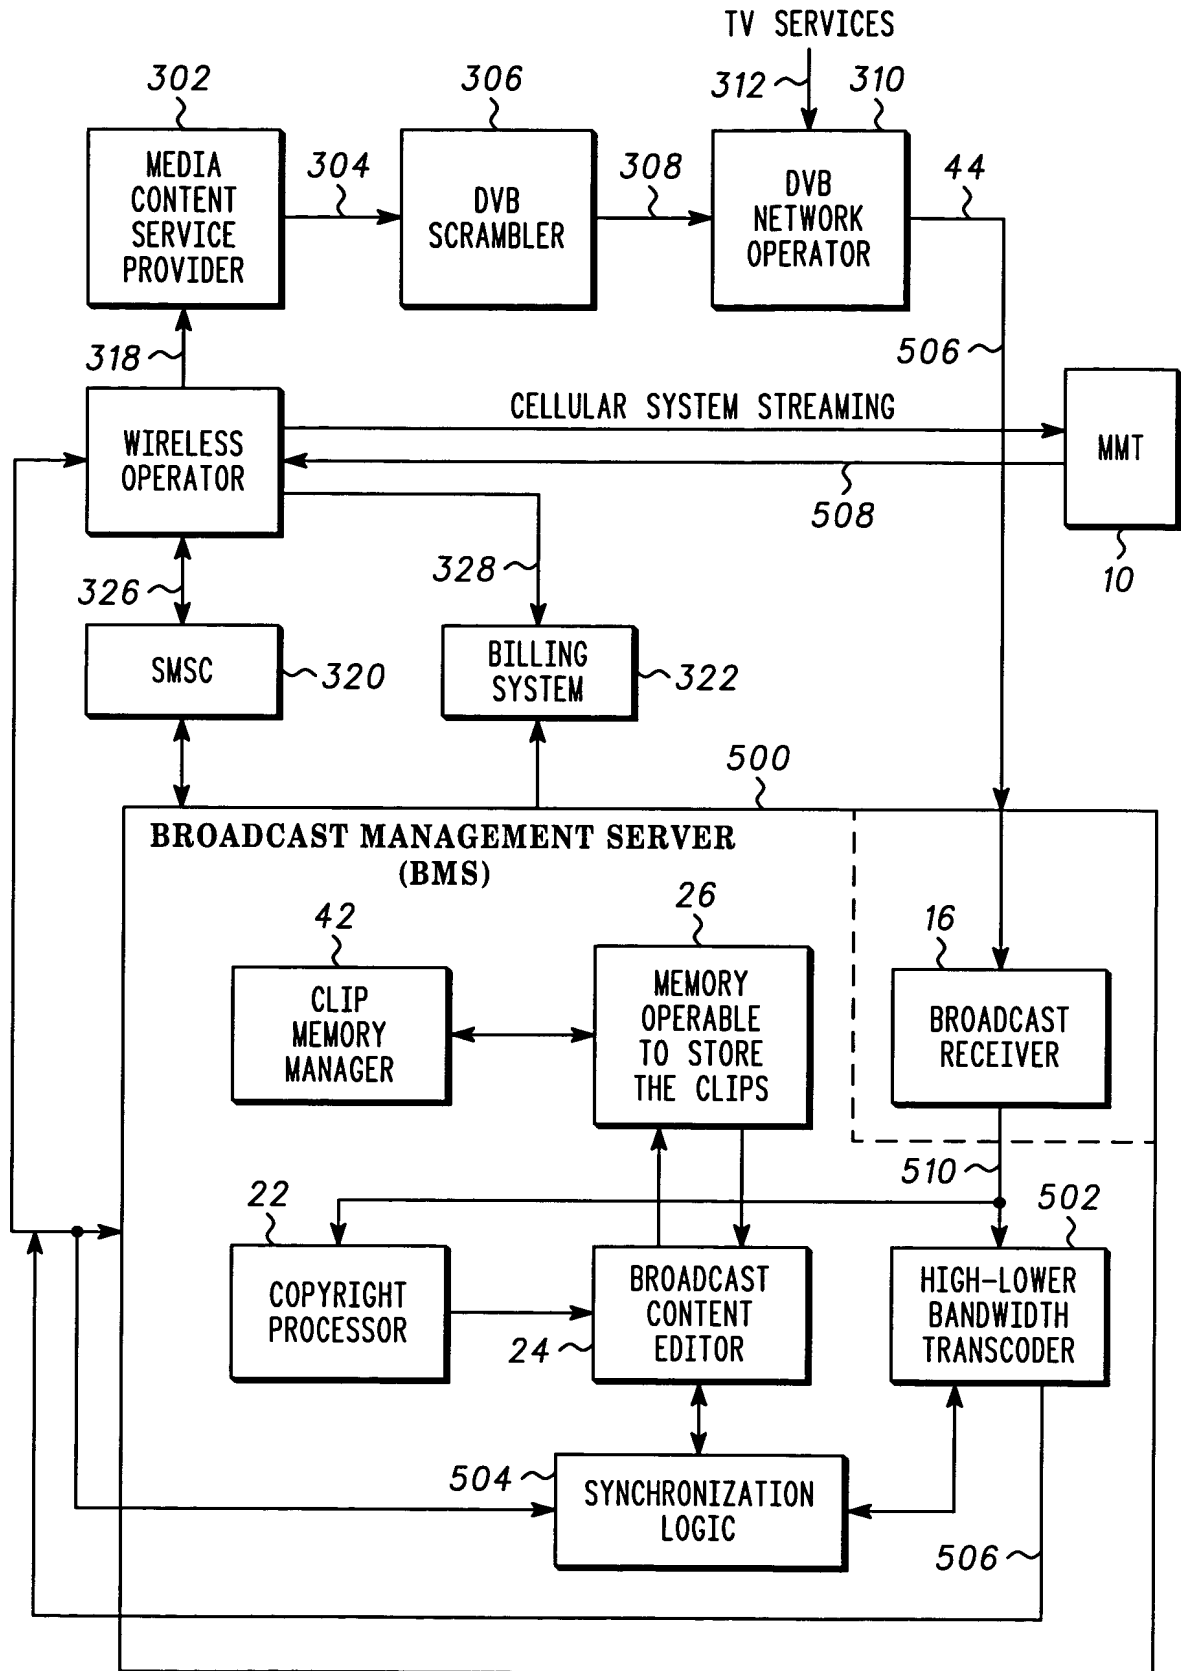 TV SERVICES
302
306
312
310
MEDIA
CONTENT
SERVICE
PROVIDER
304
DVB
SCRAMBLER
308
DVB
NETWORK
OPERATOR
44
318
506
WIRELESS
OPERATOR
CELLULAR SYSTEM STREAMING
MMT
508
10
326
328
SMSC
320
BILLING
SYSTEM
322
500
BROADCAST MANAGEMENT SERVER
(BMS)
42
26
16
CLIP
MEMORY
MANAGER
MEMORY
OPERABLE
TO STORE
THE CLIPS
BROADCAST
RECEIVER
510
22
502
COPYRIGHT
PROCESSOR
24
BROADCAST
CONTENT
EDITOR
HIGH-LOWER
BANDWIDTH
TRANSCODER
504
SYNCHRONIZATION
LOGIC
506